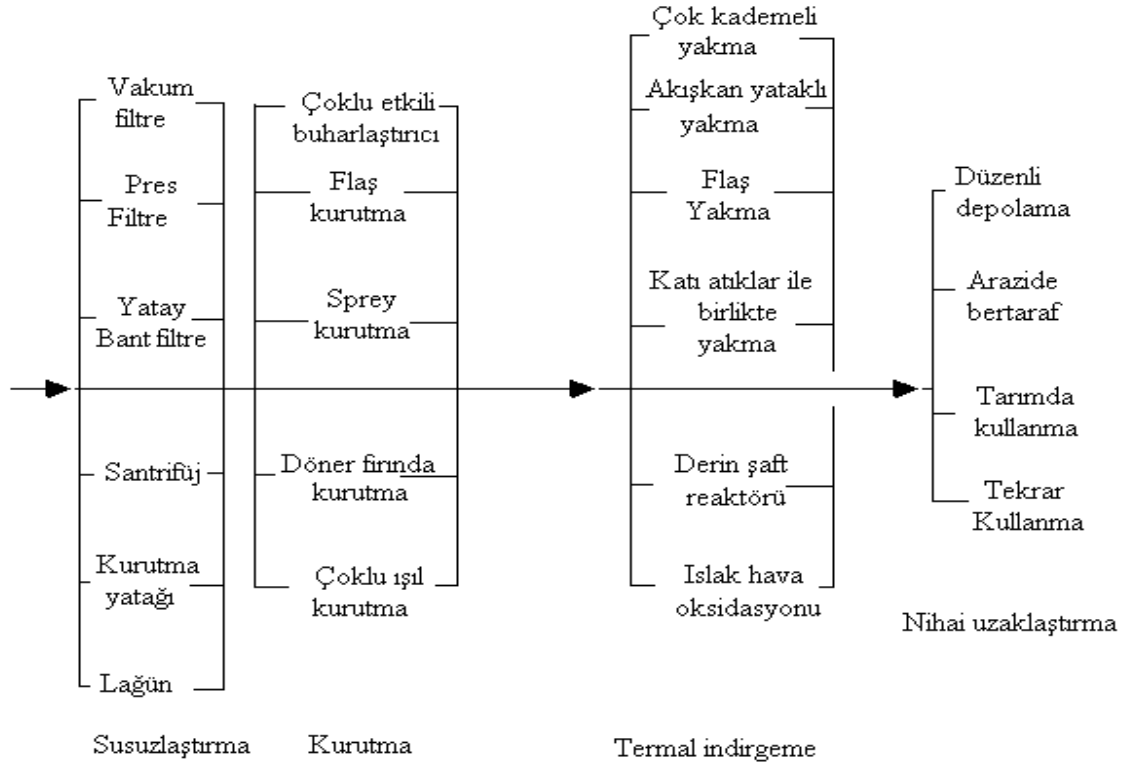 Vakum
filtre
Pres
Filtre
Yatay
Bant filtre
Santrifüj
Kurutma
yatağı
Lağün
Susuzlaştırma
Çoklu etkili
buharlaştırıcı
Flaş
kurutma
Sprey
kurutma
Döner fırında
kurutma
Çoklu ışıl
kurutma
Kurutma
Çok kademeli
yakma
Akışkan yataklı
yakma
Flaş
Yakma
Katı atıklar ile
birlikte
yakma
Derin şaft
reaktörü
Islak hava
oksidasyonu
Termal indirgeme
Düzenli
depolama
Arazide
bertaraf
Tarımda
kullanma
Tekrar
Kullanma
Nihai uzaklaştırma